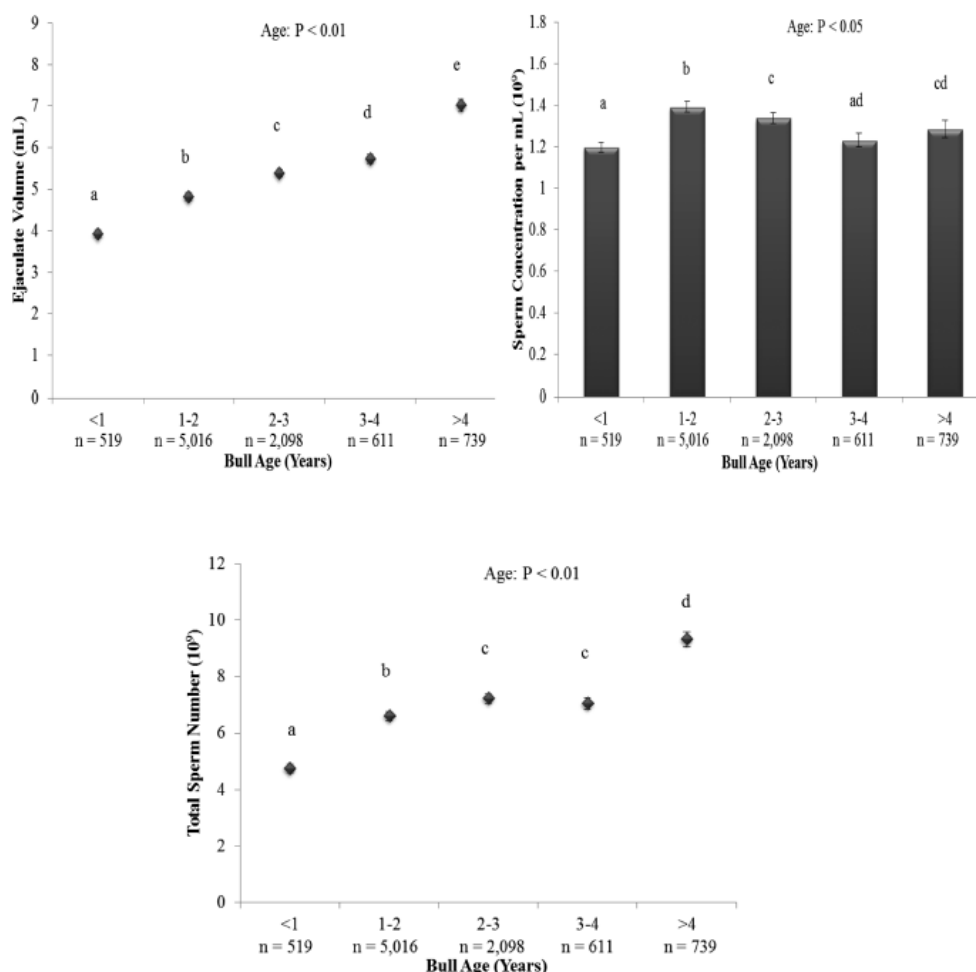 Age: P < 0.01
Ejaculate Volume (mL)
9
8
7
6
5
4
3
2
1
0
a
b
c
d
e
<1 1-2 2-3 3-4 >4
n = 519 n = 5,016 n = 2,098 n = 611 n = 739
Bull Age (Years)
Age: P < 0.05
Sperm Concentration per mL (10⁹)
1.8
1.6
1.4
1.2
1
0.8
0.6
0.4
0.2
0
a
b
c
ad
cd
<1 1-2 2-3 3-4 >4
n = 519 n = 5,016 n = 2,098 n = 611 n = 739
Bull Age (Years)
Age: P < 0.01
Total Sperm Number (10⁹)
12
10
8
6
4
2
0
a
b
c
c
d
<1 1-2 2-3 3-4 >4
n = 519 n = 5,016 n = 2,098 n = 611 n = 739
Bull Age (Years)